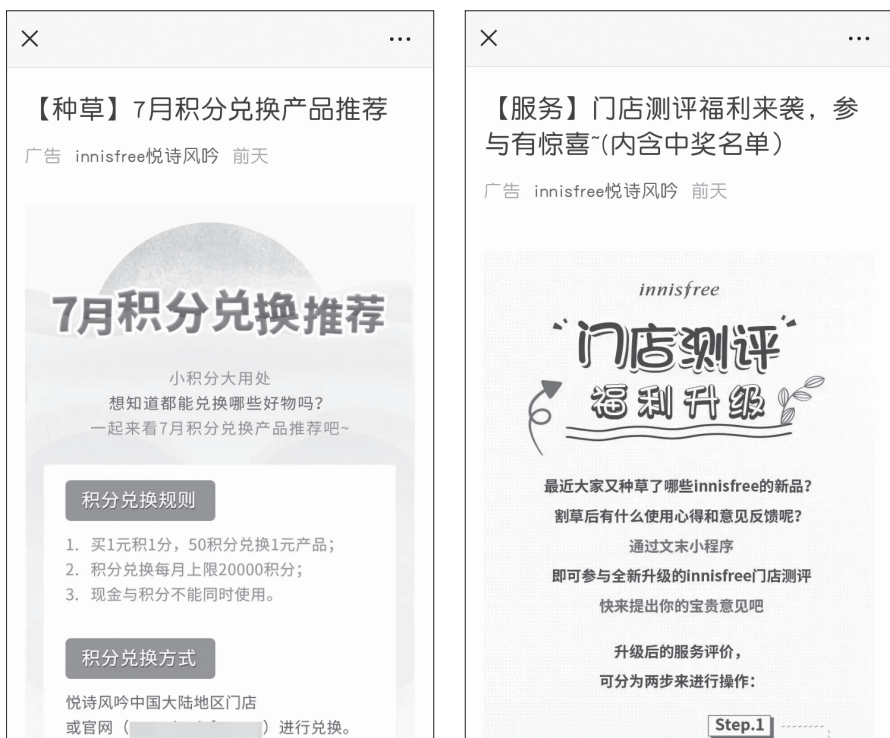 【种草】7月积分兑换产品推荐
广告 innisfree悦诗风吟 前天
7月积分兑换推荐
小积分大用处
想知道都能兑换哪些好物吗?
一起来看7月积分兑换产品推荐吧~
积分兑换规则
1. 买1元积1分，50积分兑换1元产品；
2. 积分兑换每月上限20000积分；
3. 现金与积分不能同时使用。
积分兑换方式
悦诗风吟中国大陆地区门店
或官网（ ）进行兑换。
【服务】门店测评福利来袭，参
与有惊喜~(内含中奖名单）
广告 innisfree悦诗风吟 前天
innisfree
门店测评
福利升级
最近大家又种草了哪些innisfree的新品?
割草后有什么使用心得和意见反馈呢?
通过文末小程序
即可参与全新升级的innisfree门店测评
快来提出你的宝贵意见吧
升级后的服务评价，
可分为两步来进行操作：
Step.1